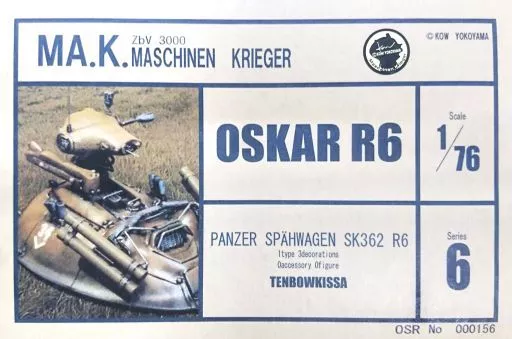 MA.K. ZbV 3000
MASCHINEN KRIEGER
© KOW YOKOYAMA
OSKAR R6
Scale
1/76
PANZER SPÄHWAGEN SK362 R6
1type 3decorations
0accessory 0figure
TENBOWKISSA
Series
6
OSR No 000156